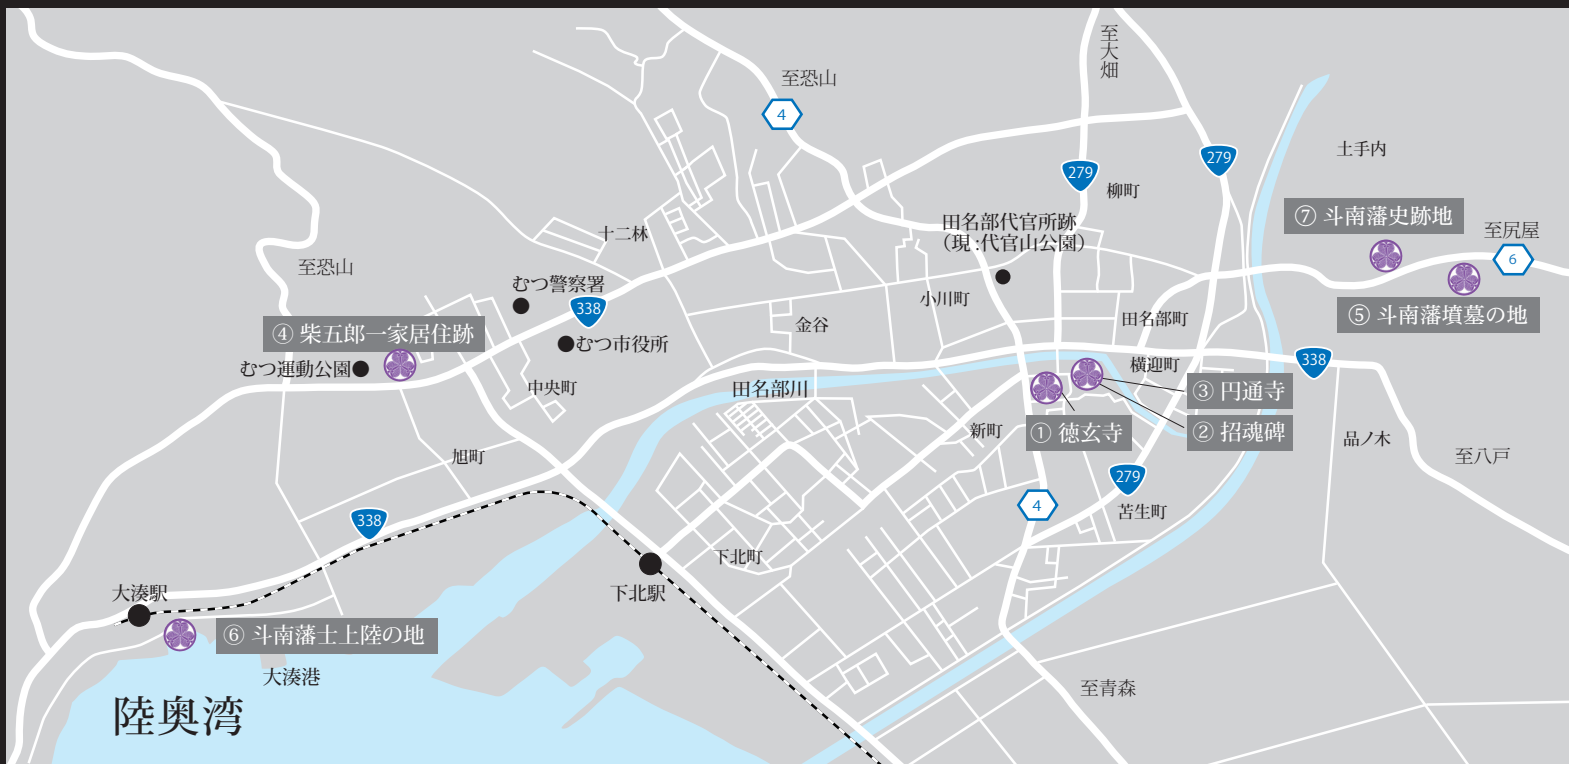 至大畑
至恐山
4
土手内
279
279
柳町
⑦ 斗南藩史跡地
至尻屋
6
田名部代官所跡
（現:代官山公園）
十二林
至恐山
むつ警察署
338
小川町
⑤ 斗南藩墳墓の地
金谷
田名部町
④ 柴五郎一家居住跡
むつ市役所
338
むつ運動公園
横迎町
中央町
田名部川
③ 円通寺
新町
① 徳玄寺
② 招魂碑
品ノ木
旭町
至八戸
279
4
338
苫生町
下北町
大湊駅
下北駅
⑥ 斗南藩士上陸の地
大湊港
至青森
陸奥湾